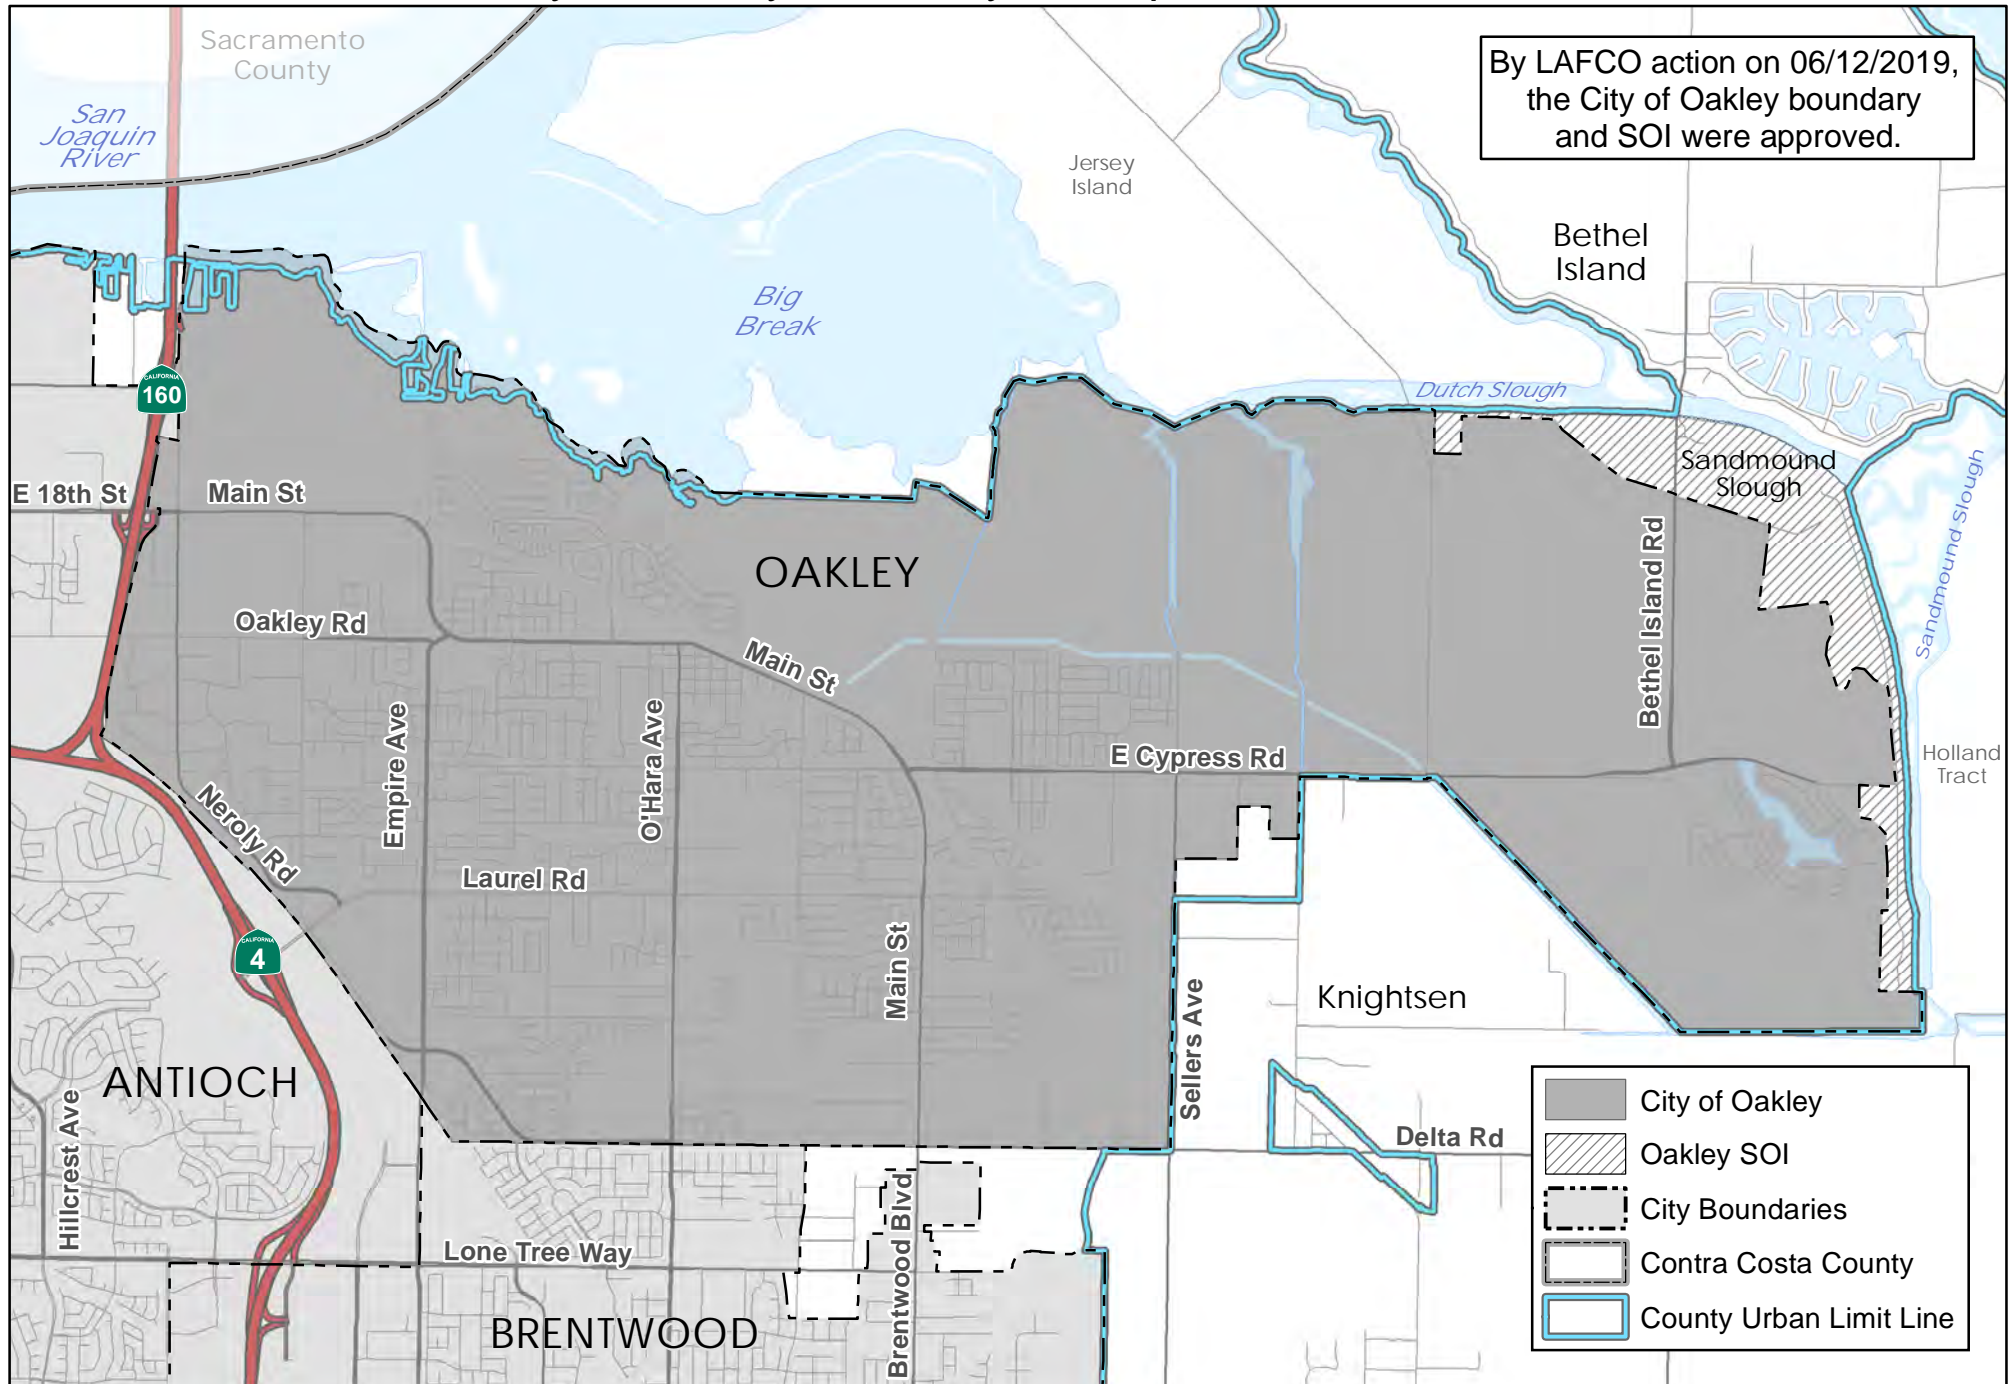 Sacramento
County
By LAFCO action on 06/12/2019,
the City of Oakley boundary
and SOI were approved.
San
Joaquin
River
Jersey
Island
Bethel
Island
Big
Break
CALIFORNIA
160
Dutch Slough
Sandmound
Slough
E 18th St
Main St
Sandmound Slough
OAKLEY
Bethel Island Rd
Oakley Rd
Main St
Empire Ave
O'Hara Ave
E Cypress Rd
Holland
Tract
Neroly Rd
Laurel Rd
CALIFORNIA
4
Main St
Sellers Ave
Knightsen
ANTIOCH
Hillcrest Ave
Delta Rd
City of Oakley
Oakley SOI
City Boundaries
Contra Costa County
County Urban Limit Line
Lone Tree Way
Brentwood Blvd
BRENTWOOD